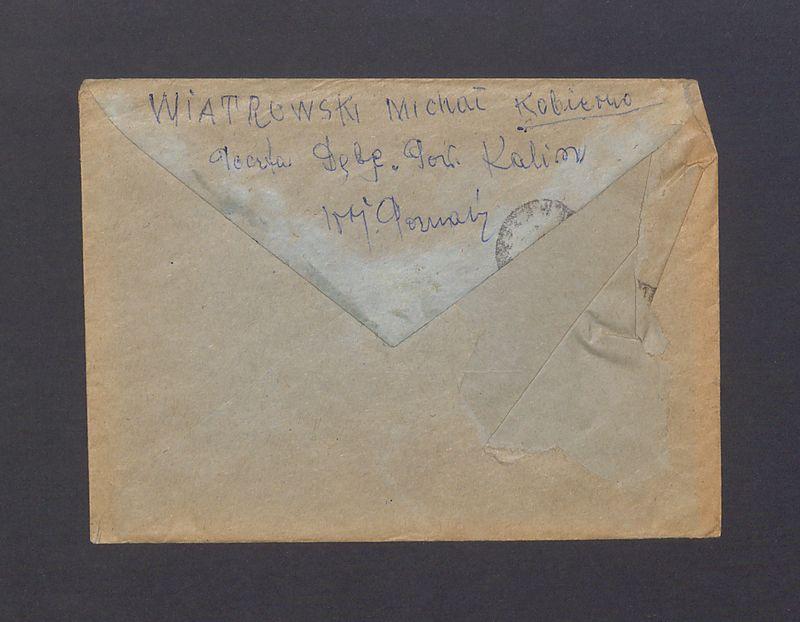 WIATROWSKI Michał Kobierno
Poczta Dębe. Pow. Kalisz
woj Poznań